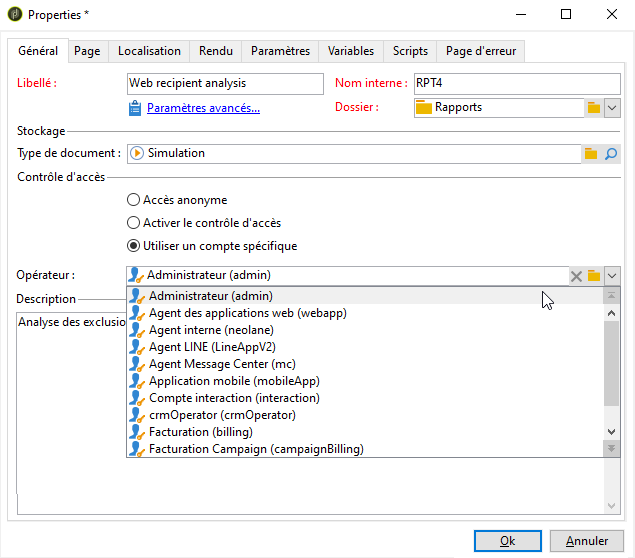 Properties *
Général Page Localisation Rendu Paramètres Variables Scripts Page d'erreur
Libellé : Web recipient analysis Nom interne : RPT4
Paramètres avancés... Dossier : Rapports
Stockage
Type de document : Simulation
Contrôle d'accès
Accès anonyme
Activer le contrôle d'accès
Utiliser un compte spécifique
Opérateur : Administrateur (admin)
Description
Administrateur (admin)
Agent des applications web (webapp)
Analyse des exclusio
Agent interne (neolane)
Agent LINE (LineAppV2)
Agent Message Center (mc)
Application mobile (mobileApp)
Compte interaction (interaction)
crmOperator (crmOperator)
Facturation (billing)
Facturation Campaign (campaignBilling)
Ok Annuler